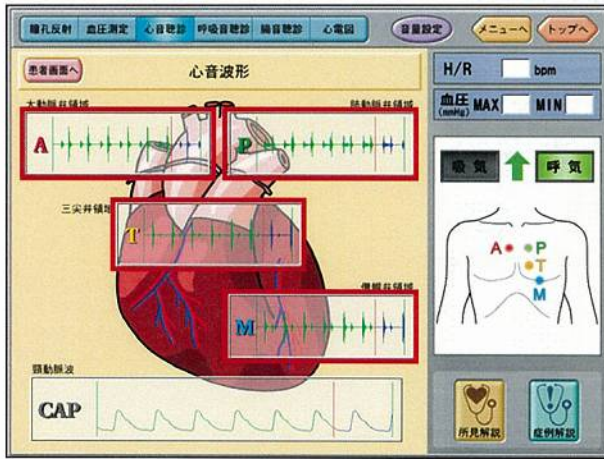 瞳孔反射 血圧測定 心音聴診 呼吸音聴診 腸音聴診 心電図 音量設定 メニューへ トップへ
患者画面へ
心音波形
H/R bpm
血圧 (mmHg) MAX MIN
大動脈弁領域
肺動脈弁領域
A
P
吸気
呼気
三尖弁領域
T
A P
T
M
僧帽弁領域
M
頸動脈波
CAP
所見解説
症例解説